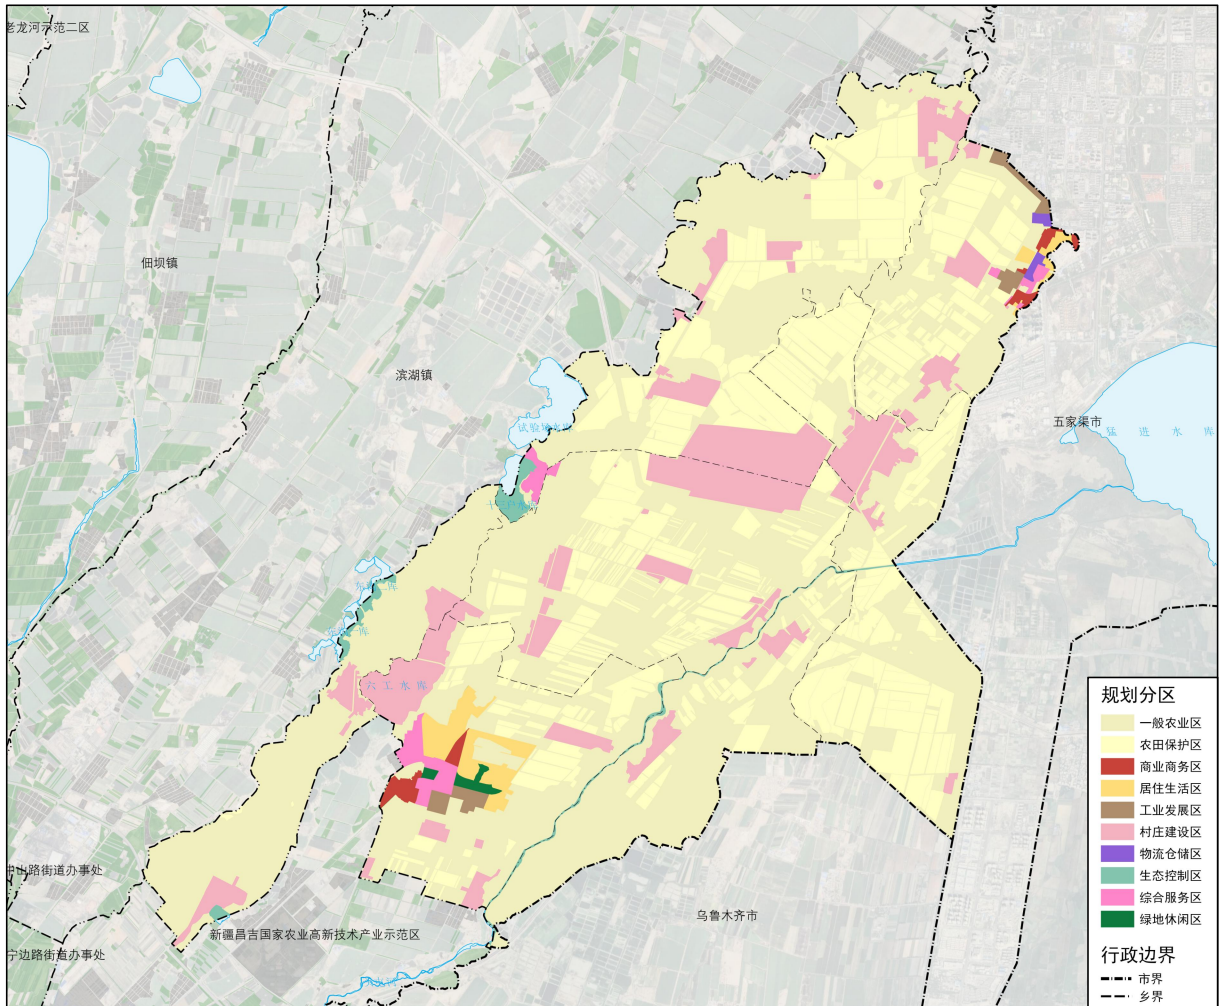 老龙河示范二区
佃坝镇
滨湖镇
五家渠市
猛进水库
试验站水库
六工水库
中山路街道办事处
宁边路街道办事处
新疆昌吉国家农业高新技术产业示范区
乌鲁木齐市
规划分区
一般农业区
农田保护区
商业商务区
居住生活区
工业发展区
村庄建设区
物流仓储区
生态控制区
综合服务区
绿地休闲区
行政边界
市界
乡界